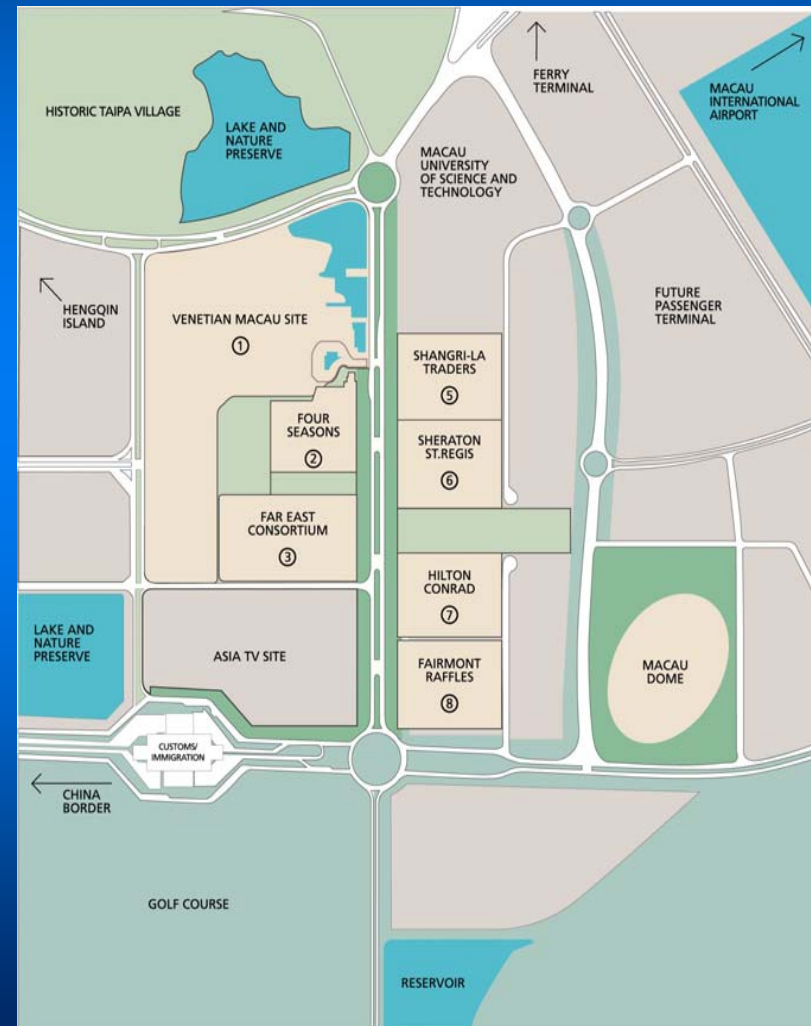 FERRY
TERMINAL
MACAU
INTERNATIONAL
AIRPORT
HISTORIC TAIPA VILLAGE
LAKE AND
NATURE
PRESERVE
MACAU
UNIVERSITY
OF SCIENCE AND
TECHNOLOGY
HENGQIN
ISLAND
VENETIAN MACAU SITE
①
FUTURE
PASSENGER
TERMINAL
SHANGRI-LA
TRADERS
⑤
FOUR
SEASONS
②
SHERATON
ST.REGIS
⑥
FAR EAST
CONSORTIUM
③
HILTON
CONRAD
⑦
LAKE AND
NATURE
PRESERVE
ASIA TV SITE
FAIRMONT
RAFFLES
⑧
MACAU
DOME
CUSTOMS/
IMMIGRATION
CHINA
BORDER
GOLF COURSE
RESERVOIR